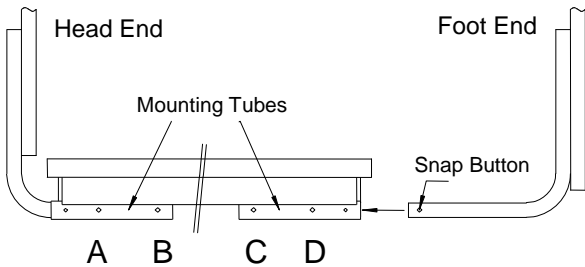 Head End
Foot End
Mounting Tubes
Snap Button
A B C D